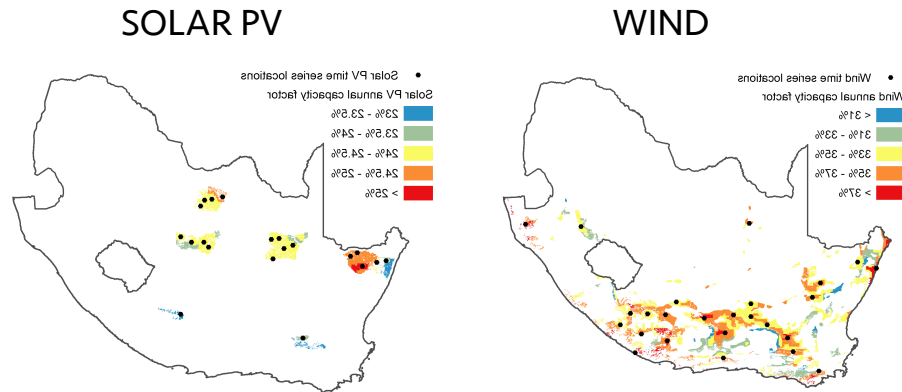 SOLAR PV
Solar PV time series locations
Solar PV annual capacity factor
23% - 23.5%
23.5% - 24%
24% - 24.5%
24.5% - 25%
> 25%
WIND
Wind time series locations
Wind annual capacity factor
< 31%
31% - 33%
33% - 35%
35% - 37%
> 37%